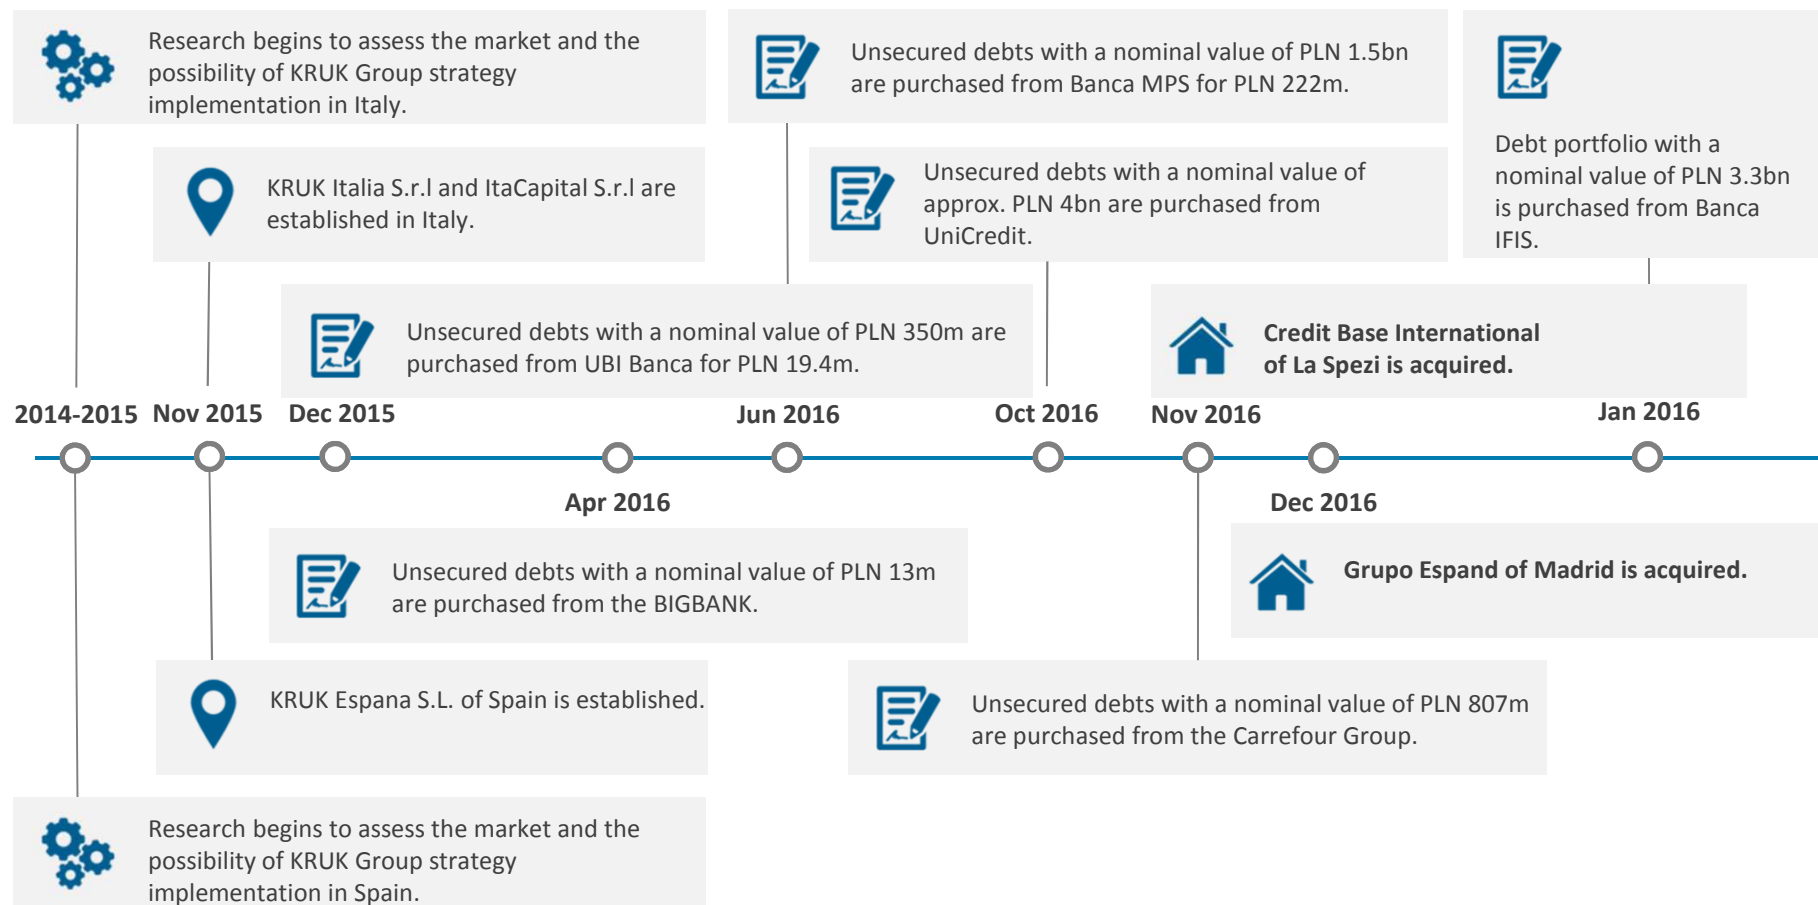 Research begins to assess the market and the
possibility of KRUK Group strategy
implementation in Italy.
Unsecured debts with a nominal value of PLN 1.5bn
are purchased from Banca MPS for PLN 222m.
Debt portfolio with a
nominal value of PLN 3.3bn
is purchased from Banca
IFIS.
KRUK Italia S.r.l and ItaCapital S.r.l are
established in Italy.
Unsecured debts with a nominal value of
approx. PLN 4bn are purchased from
UniCredit.
Unsecured debts with a nominal value of PLN 350m are
purchased from UBI Banca for PLN 19.4m.
Credit Base International
of La Spezi is acquired.
2014-2015 Nov 2015 Dec 2015 Jun 2016 Oct 2016 Nov 2016 Jan 2016
Apr 2016 Dec 2016
Unsecured debts with a nominal value of PLN 13m
are purchased from the BIGBANK.
Grupo Espand of Madrid is acquired.
KRUK Espana S.L. of Spain is established.
Unsecured debts with a nominal value of PLN 807m
are purchased from the Carrefour Group.
Research begins to assess the market and the
possibility of KRUK Group strategy
implementation in Spain.